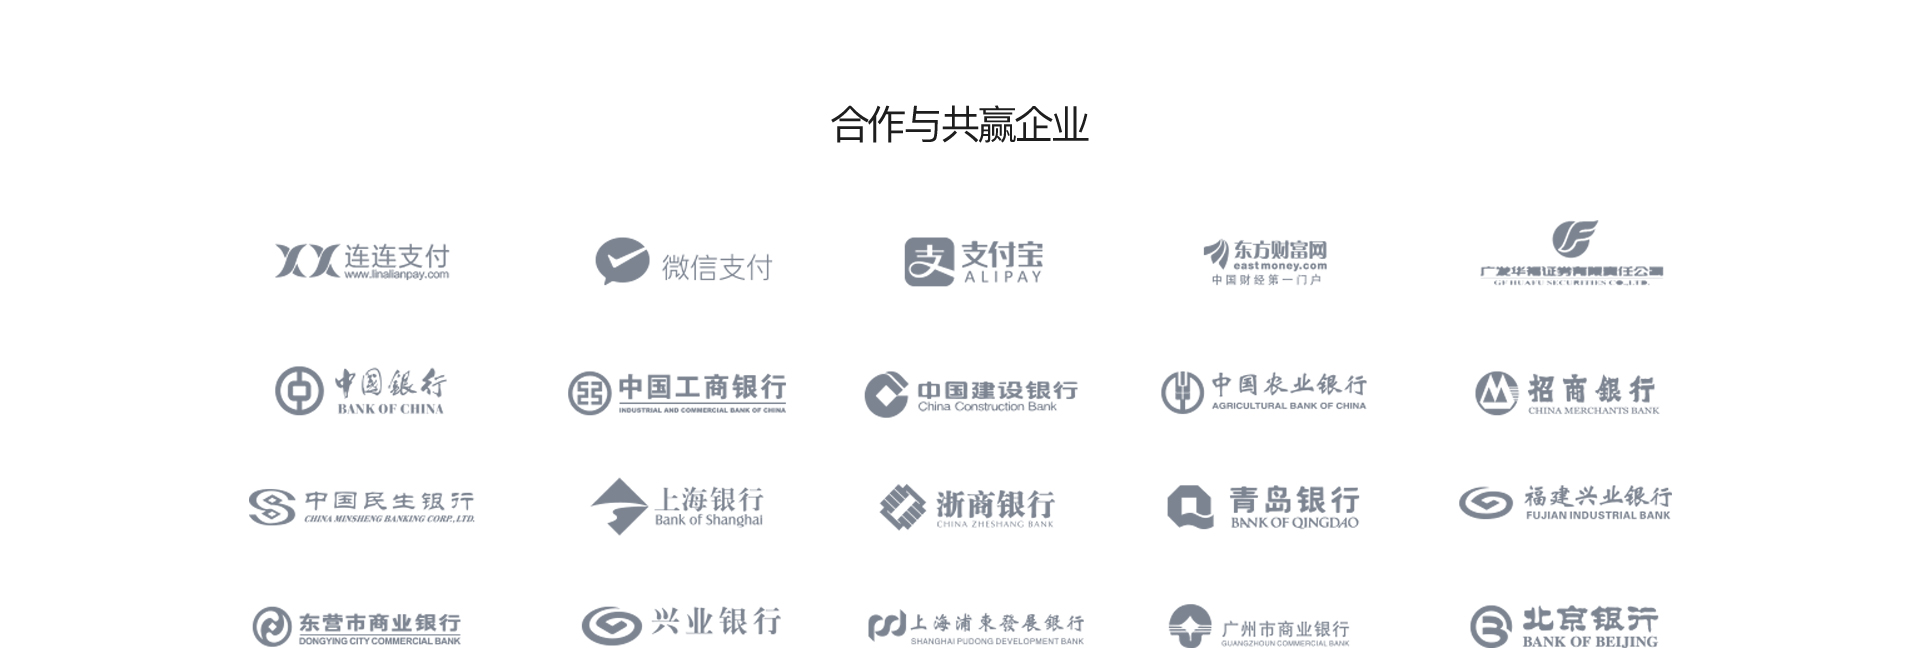 合作与共赢企业
连连支付
www.linalianpay.com
微信支付
支
支付宝
ALIPAY
东方财富网
eastmoney.com
中国财经第一门户
广发华福证券有限责任公司
GF HUAFU SECURITIES CO.,LTD.
中国銀行
BANK OF CHINA
中国工商银行
INDUSTRIAL AND COMMERCIAL BANK OF CHINA
中国建设银行
China Construction Bank
中国农业银行
AGRICULTURAL BANK OF CHINA
招商银行
CHINA MERCHANTS BANK
中国民生银行
CHINA MINSHENG BANKING CORP., LTD.
上海银行
Bank of Shanghai
浙商银行
CHINA ZHESHANG BANK
青岛银行
BANK OF QINGDAO
福建兴业银行
FUJIAN INDUSTRIAL BANK
东营市商业银行
DONGYING CITY COMMERCIAL BANK
兴业银行
上海浦東發展銀行
SHANGHAI PUDONG DEVELOPMENT BANK
广州市商业银行
GUANGZHOUN COMMERCIAL BANK
北京银行
BANK OF BEIJING